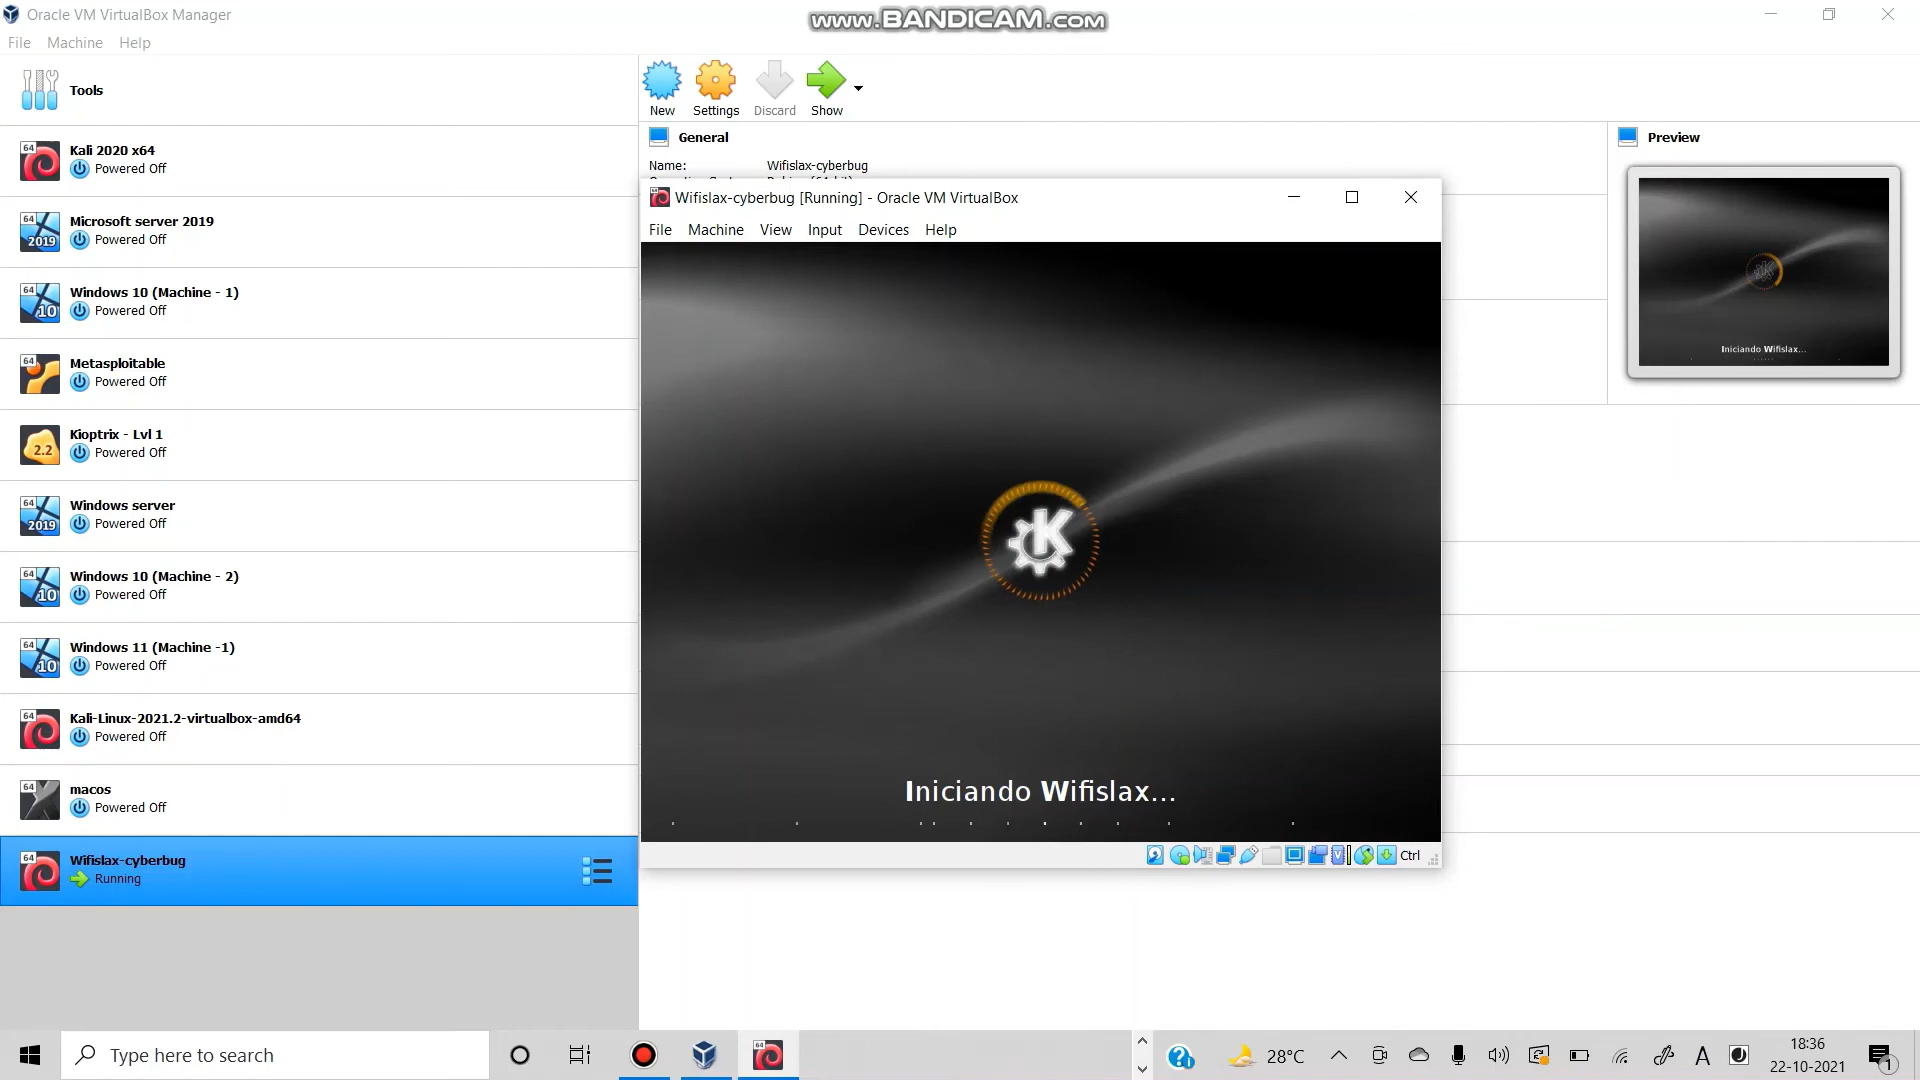 Oracle VM VirtualBox Manager
www.BANDICAM.com
File Machine Help
Tools
New Settings Discard Show
General
Preview
Name: Wifislax-cyberbug
Kali 2020 x64
Powered Off
Microsoft server 2019
Powered Off
Windows 10 (Machine - 1)
Powered Off
Metasploitable
Powered Off
Kioptrix - Lvl 1
Powered Off
Windows server
Powered Off
Windows 10 (Machine - 2)
Powered Off
Windows 11 (Machine -1)
Powered Off
Kali-Linux-2021.2-virtualbox-amd64
Powered Off
macos
Powered Off
Wifislax-cyberbug
Running
Wifislax-cyberbug [Running] - Oracle VM VirtualBox
File Machine View Input Devices Help
Iniciando Wifislax...
Ctrl
Iniciando Wifislax...
Type here to search
28°C
18:36
22-10-2021
1